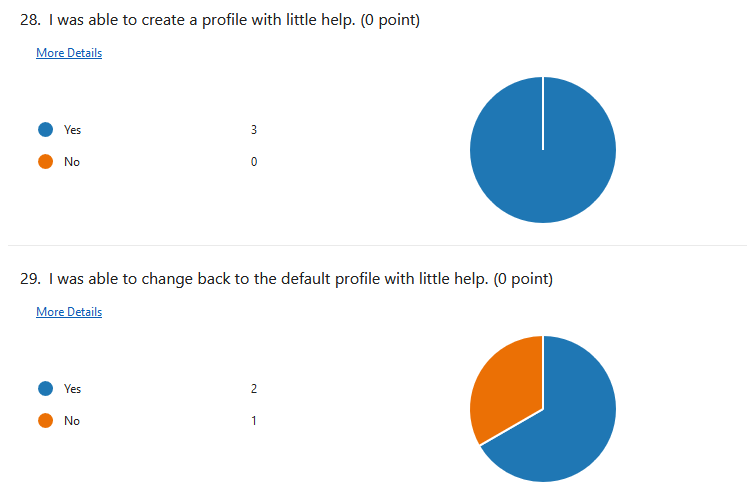 28. I was able to create a profile with little help. (0 point)
More Details
Yes 3
No 0
29. I was able to change back to the default profile with little help. (0 point)
More Details
Yes 2
No 1